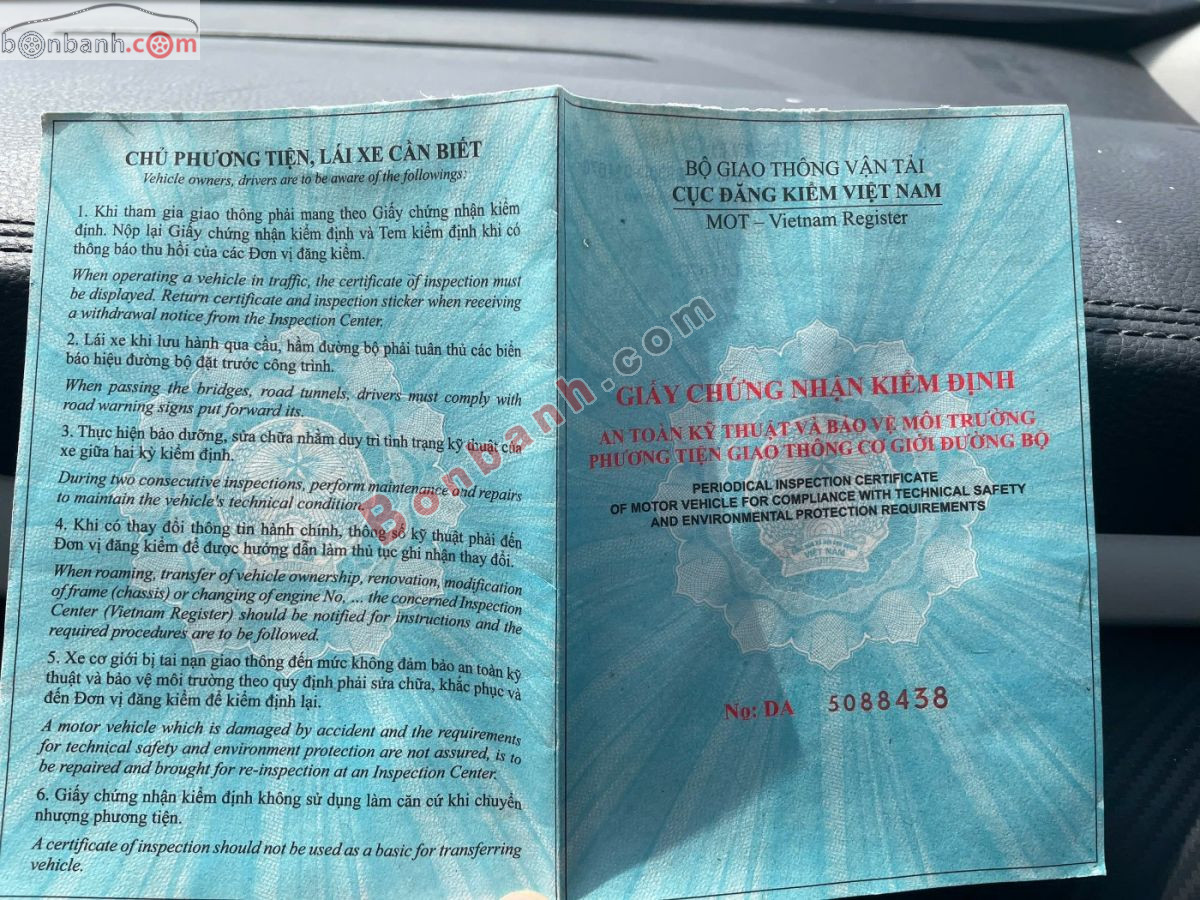 bonbanh.com
CHỦ PHƯƠNG TIỆN, LÁI XE CẦN BIẾT
Vehicle owners, drivers are to be aware of the followings:
1. Khi tham gia giao thông phải mang theo Giấy chứng nhận kiểm
định. Nộp lại Giấy chứng nhận kiểm định và Tem kiểm định khi có
thông báo thu hồi của các Đơn vị đăng kiểm.
When operating a vehicle in traffic, the certificate of inspection must
be displayed. Return certificate and inspection sticker when receiving
a withdrawal notice from the Inspection Center.
2. Lái xe khi lưu hành qua cầu, hầm đường bộ phải tuân thủ các biển
báo hiệu đường bộ đặt trước công trình.
When passing the bridges, road tunnels, drivers must comply with
road warning signs put forward its.
3. Thực hiện bảo dưỡng, sửa chữa nhằm duy trì tình trạng kỹ thuật của
xe giữa hai kỳ kiểm định.
During two consecutive inspections, perform maintenance and repairs
to maintain the vehicle's technical condition.
4. Khi có thay đổi thông tin hành chính, thông số kỹ thuật phải đến
Đơn vị đăng kiểm để được hướng dẫn làm thủ tục ghi nhận thay đổi.
When roaming, transfer of vehicle ownership, renovation, modification
of frame (chassis) or changing of engine No, ... the concerned Inspection
Center (Vietnam Register) should be notified for instructions and the
required procedures are to be followed.
5. Xe cơ giới bị tai nạn giao thông đến mức không đảm bảo an toàn kỹ
thuật và bảo vệ môi trường theo quy định phải sửa chữa, khắc phục và
đến Đơn vị đăng kiểm để kiểm định lại.
A motor vehicle which is damaged by accident and the requirements
for technical safety and environment protection are not assured, is to
be repaired and brought for re-inspection at an Inspection Center.
6. Giấy chứng nhận kiểm định không sử dụng làm căn cứ khi chuyển
nhượng phương tiện.
A certificate of inspection should not be used as a basic for transferring
vehicle.
BỘ GIAO THÔNG VẬN TẢI
CỤC ĐĂNG KIỂM VIỆT NAM
MOT – Vietnam Register
GIẤY CHỨNG NHẬN KIỂM ĐỊNH
AN TOÀN KỸ THUẬT VÀ BẢO VỆ MÔI TRƯỜNG
PHƯƠNG TIỆN GIAO THÔNG CƠ GIỚI ĐƯỜNG BỘ
PERIODICAL INSPECTION CERTIFICATE
OF MOTOR VEHICLE FOR COMPLIANCE WITH TECHNICAL SAFETY
AND ENVIRONMENTAL PROTECTION REQUIREMENTS
VIỆT NAM
No: DA 5088438
Bonbanh.com